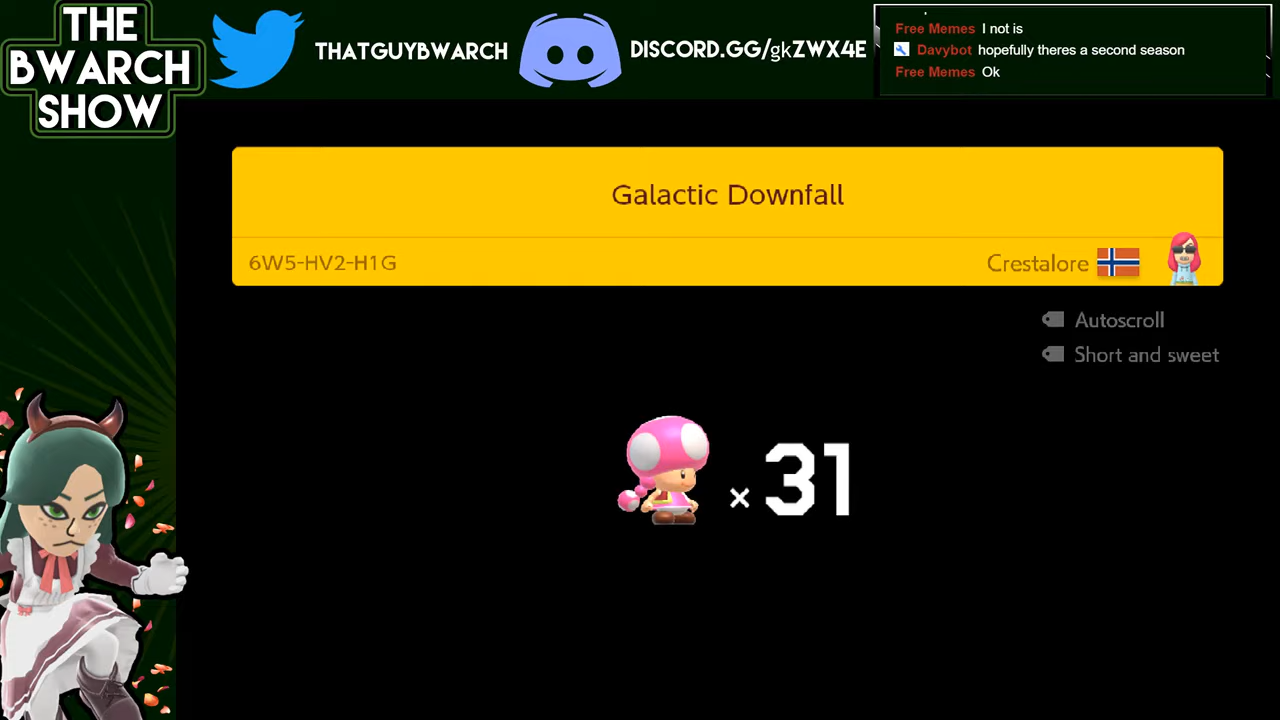 THE
BWARCH
SHOW
THATGUYBWARCH
DISCORD.GG/gkZWX4E
Free Memes I not is
Davybot hopefully theres a second season
Free Memes Ok
Galactic Downfall
6W5-HV2-H1G
Crestalore
Autoscroll
Short and sweet
× 31